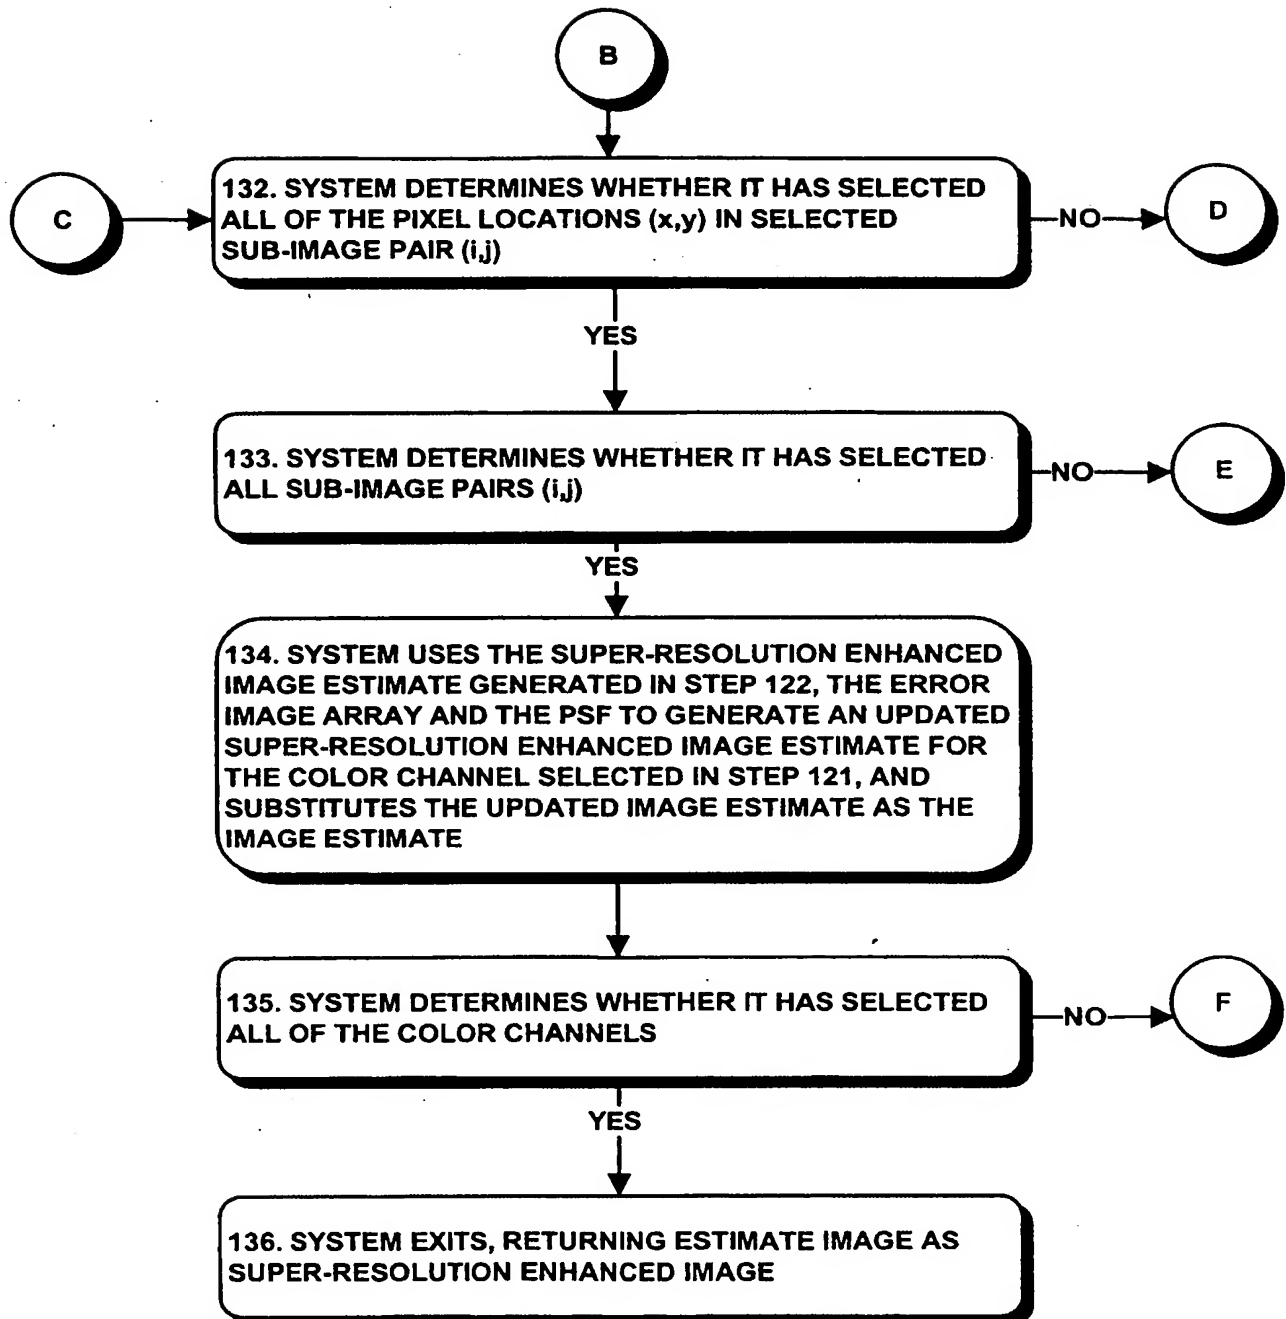 B
C
132. SYSTEM DETERMINES WHETHER IT HAS SELECTED
ALL OF THE PIXEL LOCATIONS (x,y) IN SELECTED
SUB-IMAGE PAIR (i,j)
NO
D
YES
133. SYSTEM DETERMINES WHETHER IT HAS SELECTED
ALL SUB-IMAGE PAIRS (i,j)
NO
E
YES
134. SYSTEM USES THE SUPER-RESOLUTION ENHANCED
IMAGE ESTIMATE GENERATED IN STEP 122, THE ERROR
IMAGE ARRAY AND THE PSF TO GENERATE AN UPDATED
SUPER-RESOLUTION ENHANCED IMAGE ESTIMATE FOR
THE COLOR CHANNEL SELECTED IN STEP 121, AND
SUBSTITUTES THE UPDATED IMAGE ESTIMATE AS THE
IMAGE ESTIMATE
135. SYSTEM DETERMINES WHETHER IT HAS SELECTED
ALL OF THE COLOR CHANNELS
NO
F
YES
136. SYSTEM EXITS, RETURNING ESTIMATE IMAGE AS
SUPER-RESOLUTION ENHANCED IMAGE